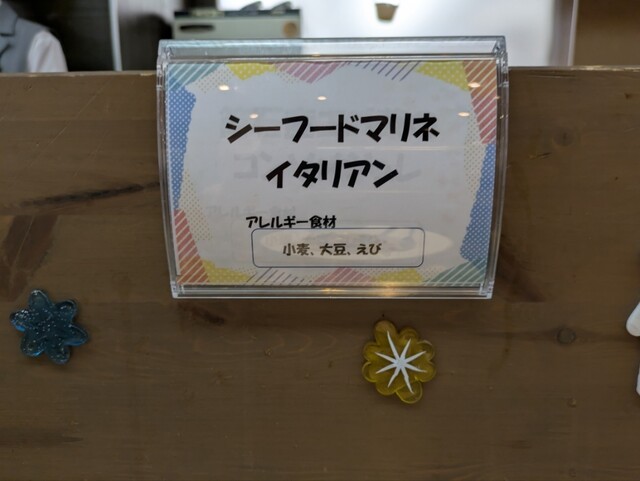 シーフードマリネ
イタリアン
アレルギー食材
小麦、大豆、えび